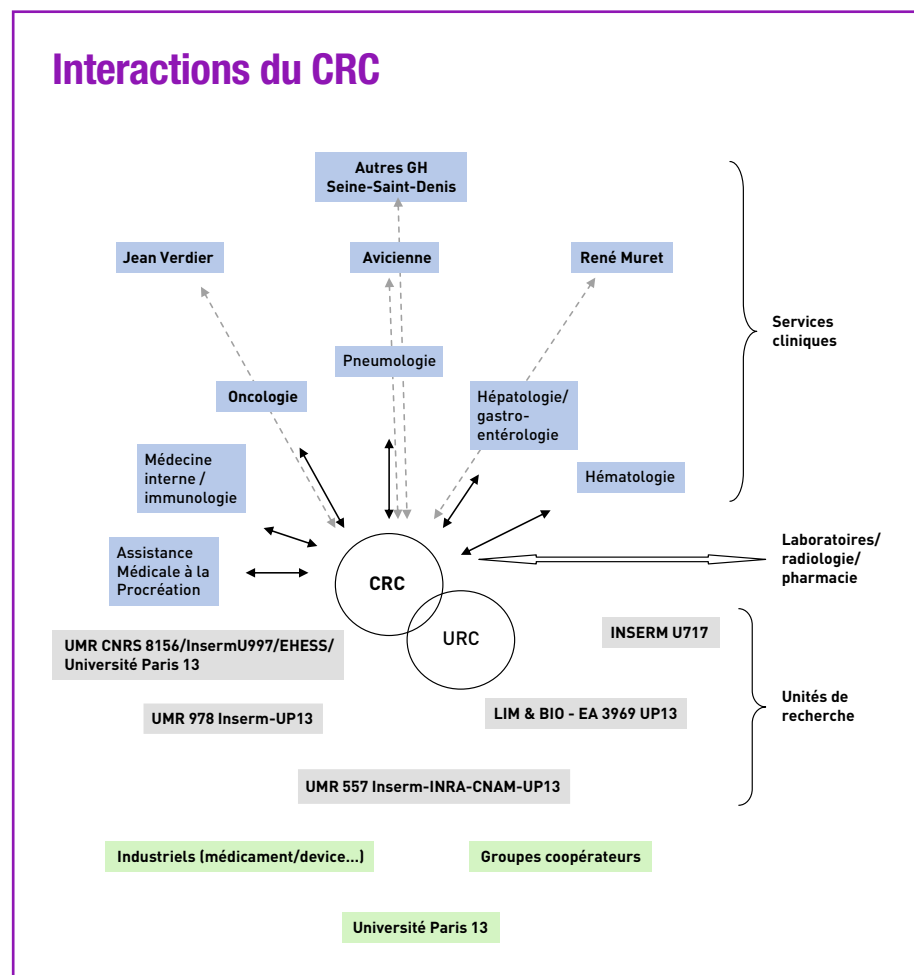 Interactions du CRC
Autres GH
Seine-Saint-Denis
Jean Verdier
Avicienne
René Muret
Services
cliniques
Pneumologie
Oncologie
Hépatologie/
gastro-
entérologie
Médecine
interne /
immunologie
Hématologie
Assistance
Médicale à la
Procréation
Laboratoires/
radiologie/
pharmacie
CRC
URC
INSERM U717
UMR CNRS 8156/InsermU997/EHESS/
Université Paris 13
Unités de
recherche
UMR 978 Inserm-UP13
LIM & BIO - EA 3969 UP13
UMR 557 Inserm-INRA-CNAM-UP13
Industriels (médicament/device...)
Groupes coopérateurs
Université Paris 13